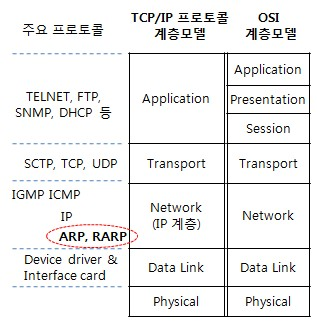 주요 프로토콜
TCP/IP 프로토콜
계층모델
OSI
계층모델
TELNET, FTP,
SNMP, DHCP 등
Application
Application
Presentation
Session
SCTP, TCP, UDP
Transport
Transport
IGMP ICMP
IP
ARP, RARP
Network
(IP 계층)
Network
Device driver &
Interface card
Data Link
Data Link
Physical
Physical